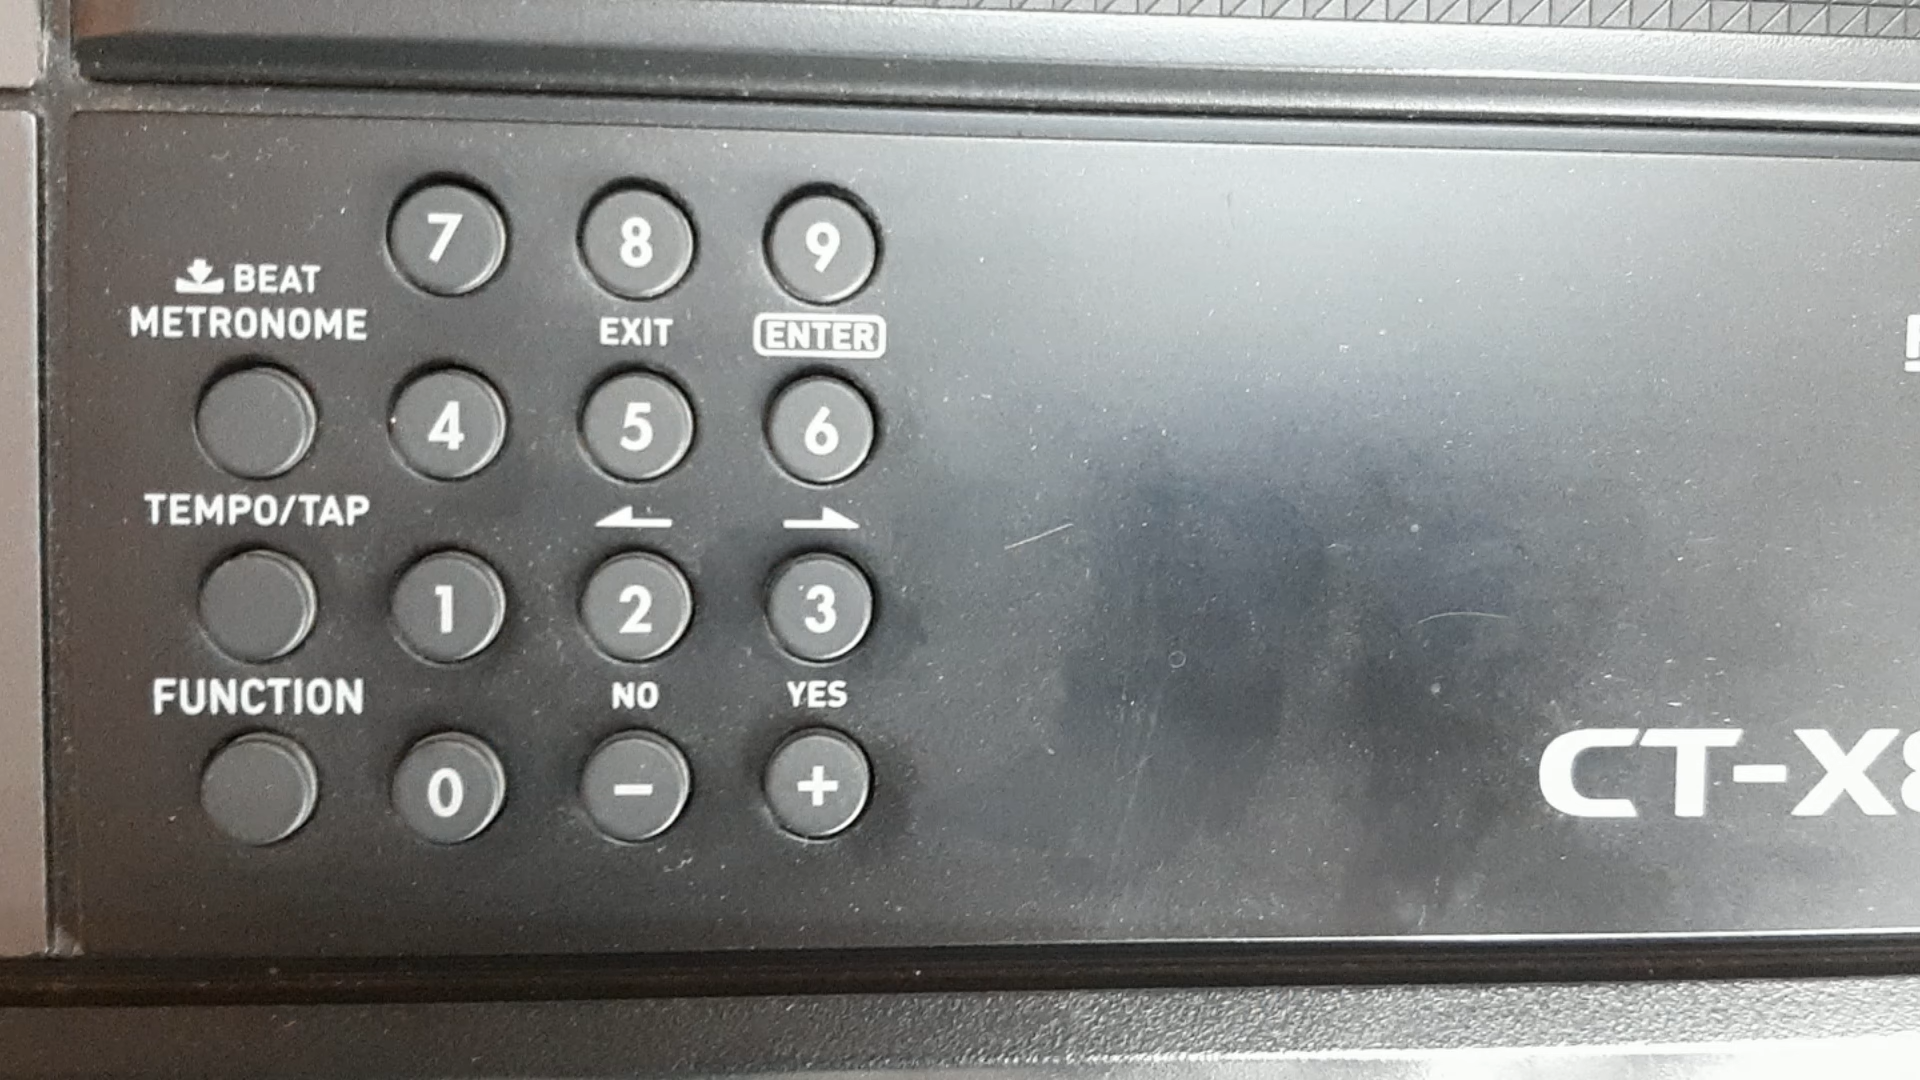 7 8 9
BEAT
METRONOME
EXIT ENTER
4 5 6
TEMPO/TAP
1 2 3
FUNCTION NO YES
0 - +
CT-X8